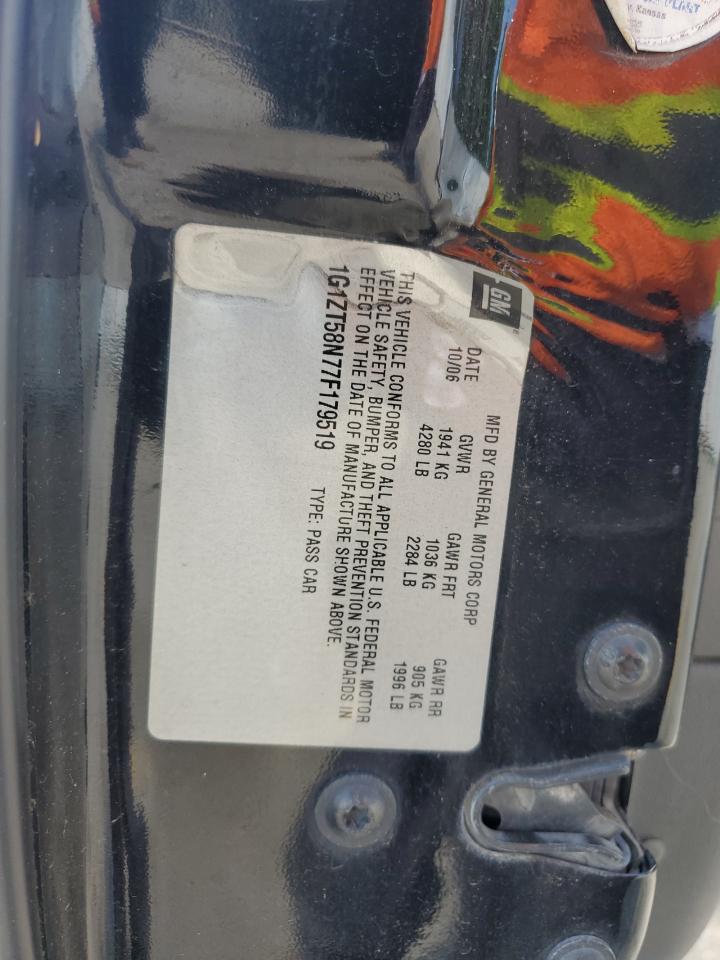 GM
MFD BY GENERAL MOTORS CORP
DATE GVWR GAWR FRT GAWR RR
10/06 1941 KG 1036 KG 905 KG
4280 LB 2284 LB 1996 LB
THIS VEHICLE CONFORMS TO ALL APPLICABLE U.S. FEDERAL MOTOR
VEHICLE SAFETY, BUMPER, AND THEFT PREVENTION STANDARDS IN
EFFECT ON THE DATE OF MANUFACTURE SHOWN ABOVE.
1G1ZT58N77F179519 TYPE: PASS CAR
Kansas